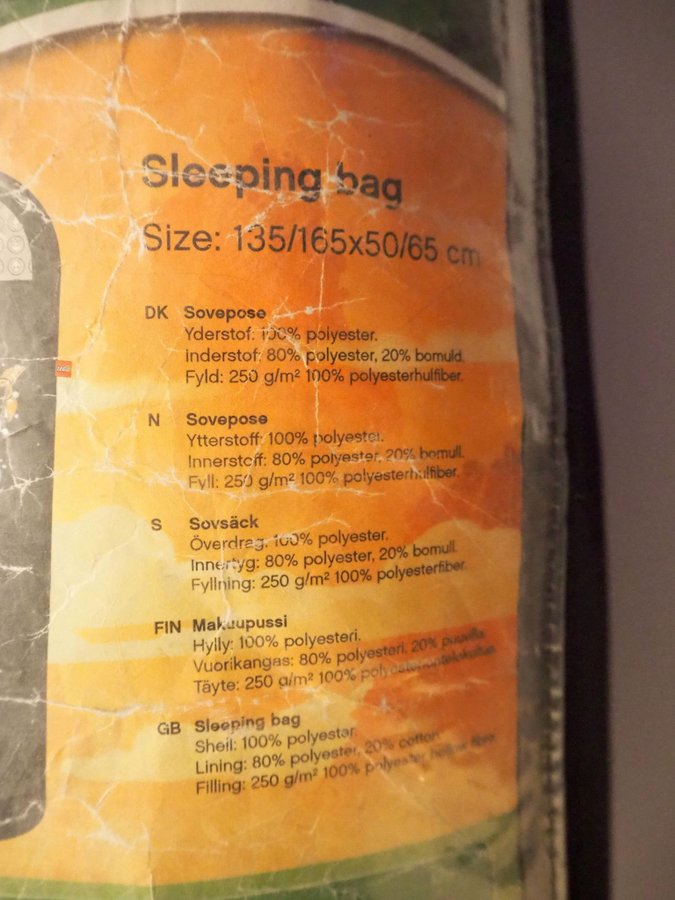 Sleeping bag
Size: 135/165x50/65 cm
DK Sovepose
Yderstof: 100% polyester.
Inderstof: 80% polyester, 20% bomuld.
Fyld: 250 g/m² 100% polyesterhulfiber.
N Sovepose
Ytterstoff: 100% polyester.
Innerstoff: 80% polyester, 20% bomull.
Fyll: 250 g/m² 100% polyesterhulfiber.
S Sovsäck
Överdrag: 100% polyester.
Innertyg: 80% polyester, 20% bomull.
Fyllning: 250 g/m² 100% polyesterfiber.
FIN Makuupussi
Hylly: 100% polyesteri.
Vuorikangas: 80% polyesteri, 20% puuvilla.
Täyte: 250 g/m² 100%
GB Sleeping bag
Shell: 100% polyester.
Lining: 80% polyester, 20% cotton.
Filling: 250 g/m² 100% polyester hollow fiber.
LEGO